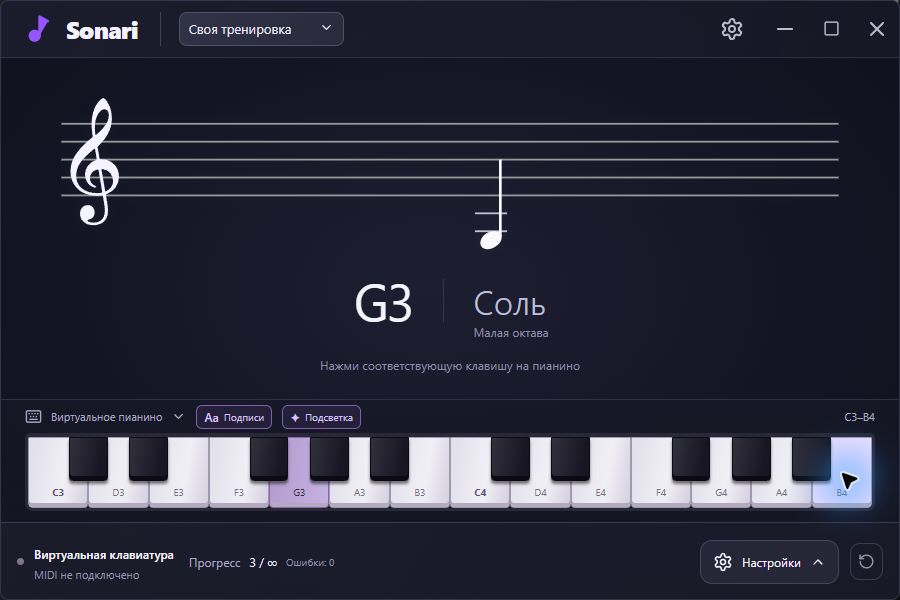 Sonari
Своя тренировка
G3
Соль
Малая октава
Нажми соответствующую клавишу на пианино
Виртуальное пианино
Aa Подписи
Подсветка
C3–B4
C3 D3 E3 F3 G3 A3 B3 C4 D4 E4 F4 G4 A4 B4
Виртуальная клавиатура
MIDI не подключено
Прогресс 3 / ∞ Ошибки: 0
Настройки